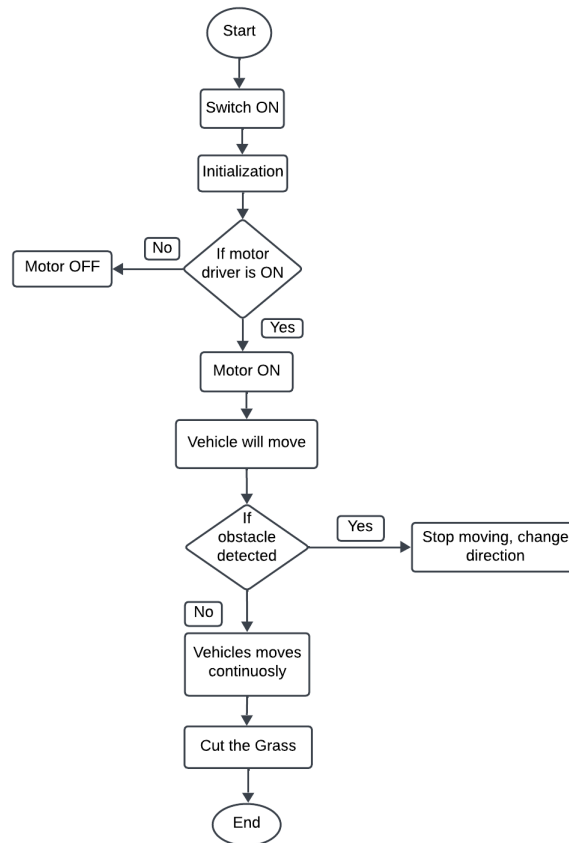 Start
Switch ON
Initialization
If motor
driver is ON
No
Motor OFF
Yes
Motor ON
Vehicle will move
If
obstacle
detected
Yes
Stop moving, change
direction
No
Vehicles moves
continuosly
Cut the Grass
End